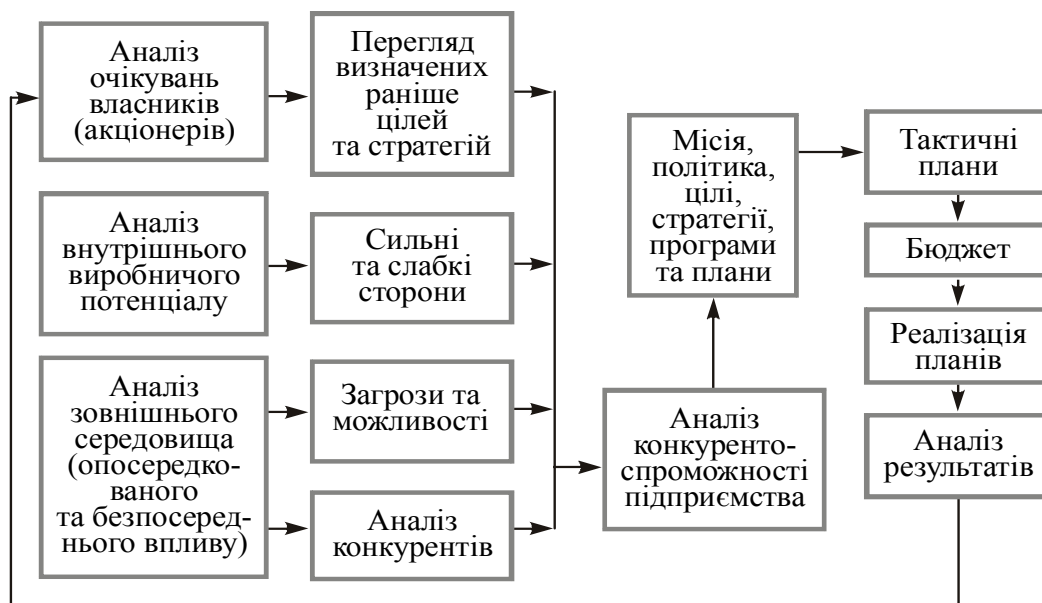 Аналіз
очікувань
власників
(акціонерів)
Перегляд
визначених
раніше
цілей
та стратегій
Аналіз
внутрішнього
виробничого
потенціалу
Сильні
та слабкі
сторони
Аналіз
зовнішнього
середовища
(опосередко-
ваного
та безпосеред-
нього впливу)
Загрози та
можливості
Аналіз
конкурентів
Аналіз
конкуренто-
спроможності
підприємства
Місія,
політика,
цілі,
стратегії,
програми
та плани
Тактичні
плани
Бюджет
Реалізація
планів
Аналіз
результатів